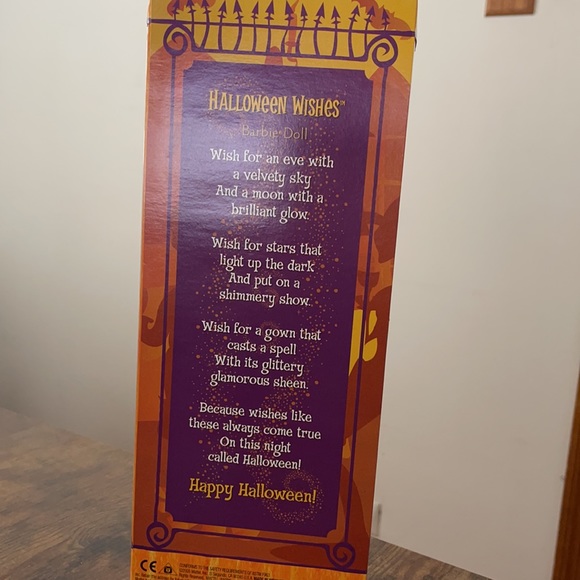 HALLOWEEN WISHES™
Barbie Doll
Wish for an eve with
a velvety sky
And a moon with a
brilliant glow.
Wish for stars that
light up the dark
And put on a
shimmery show.
Wish for a gown that
casts a spell
With its glittery
glamorous sheen.
Because wishes like
these always come true
On this night
called Halloween!
Happy Halloween!
CE